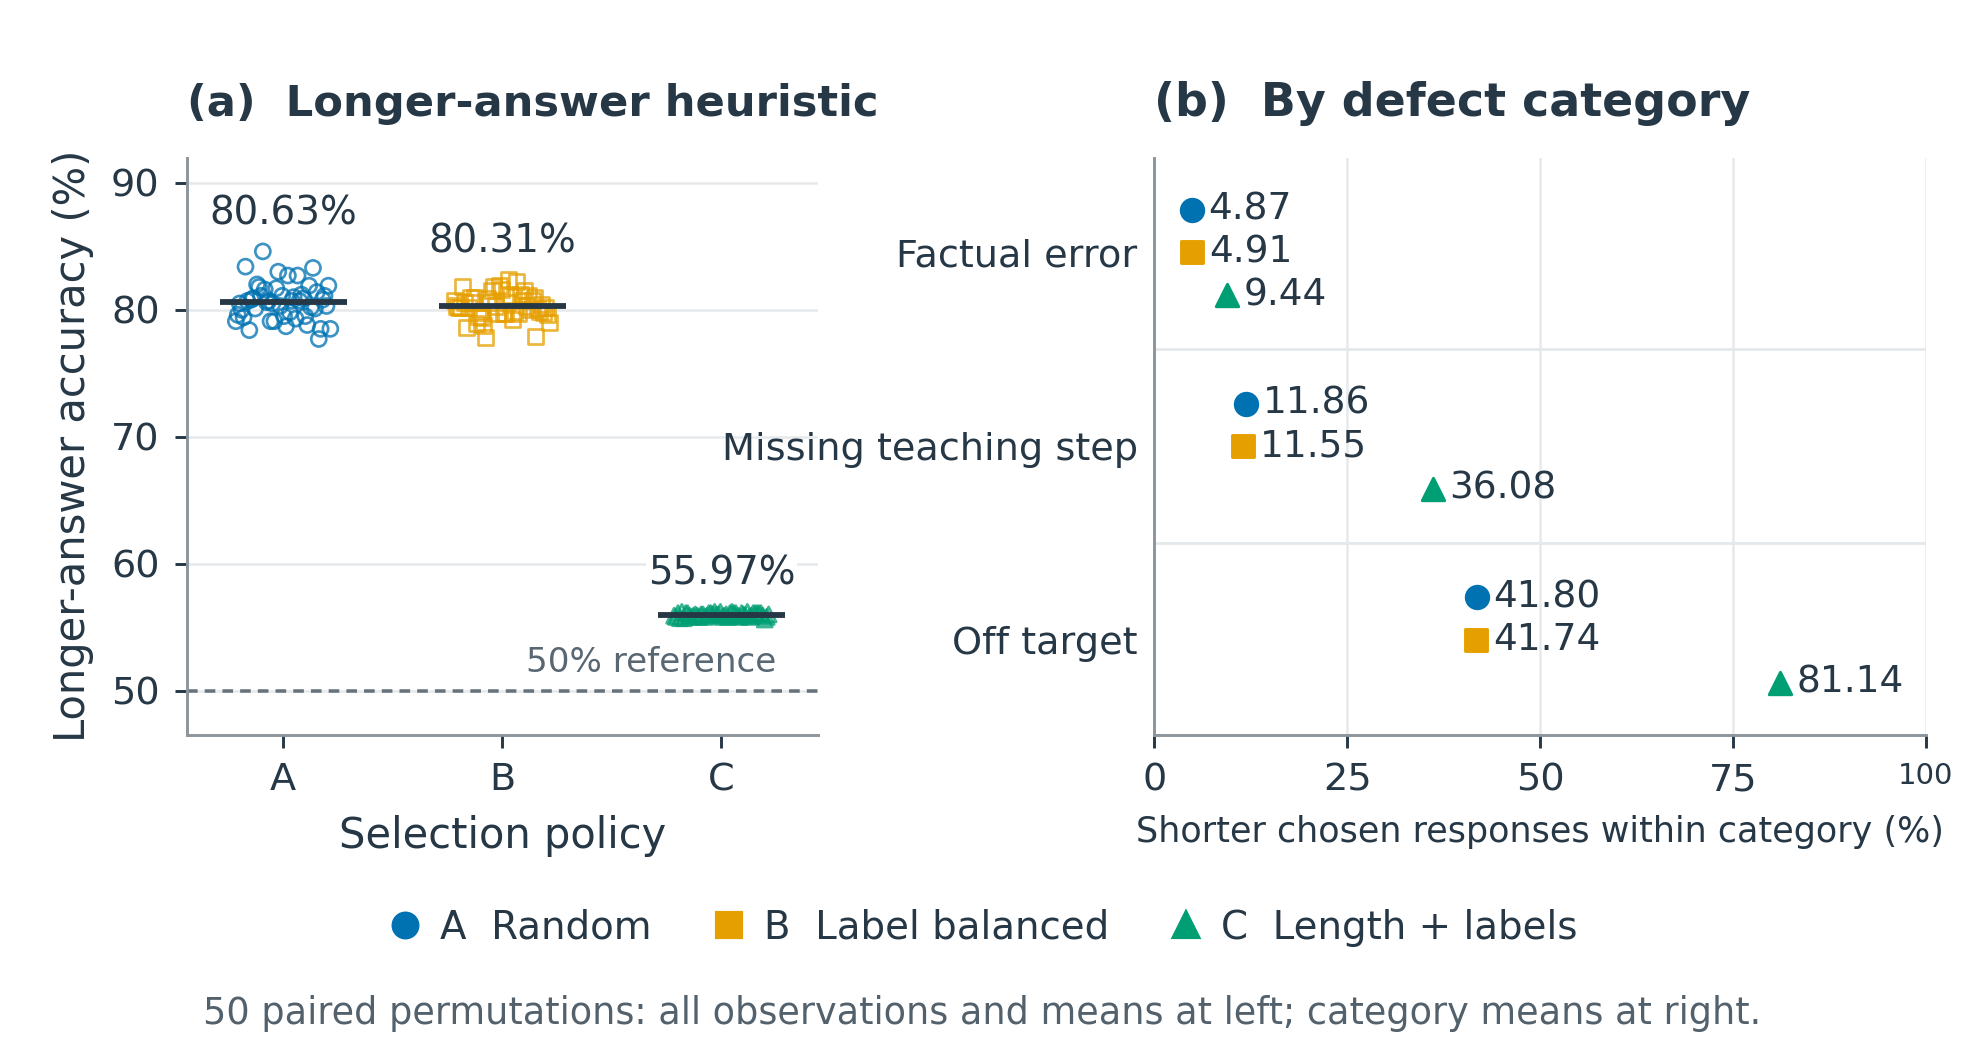 (a) Longer-answer heuristic
Longer-answer accuracy (%)
90
80
70
60
50
80.63%
80.31%
55.97%
50% reference
A
B
C
Selection policy
(b) By defect category
Factual error
4.87
4.91
9.44
Missing teaching step
11.86
11.55
36.08
Off target
41.80
41.74
81.14
0
25
50
75
100
Shorter chosen responses within category (%)
A Random
B Label balanced
C Length + labels
50 paired permutations: all observations and means at left; category means at right.